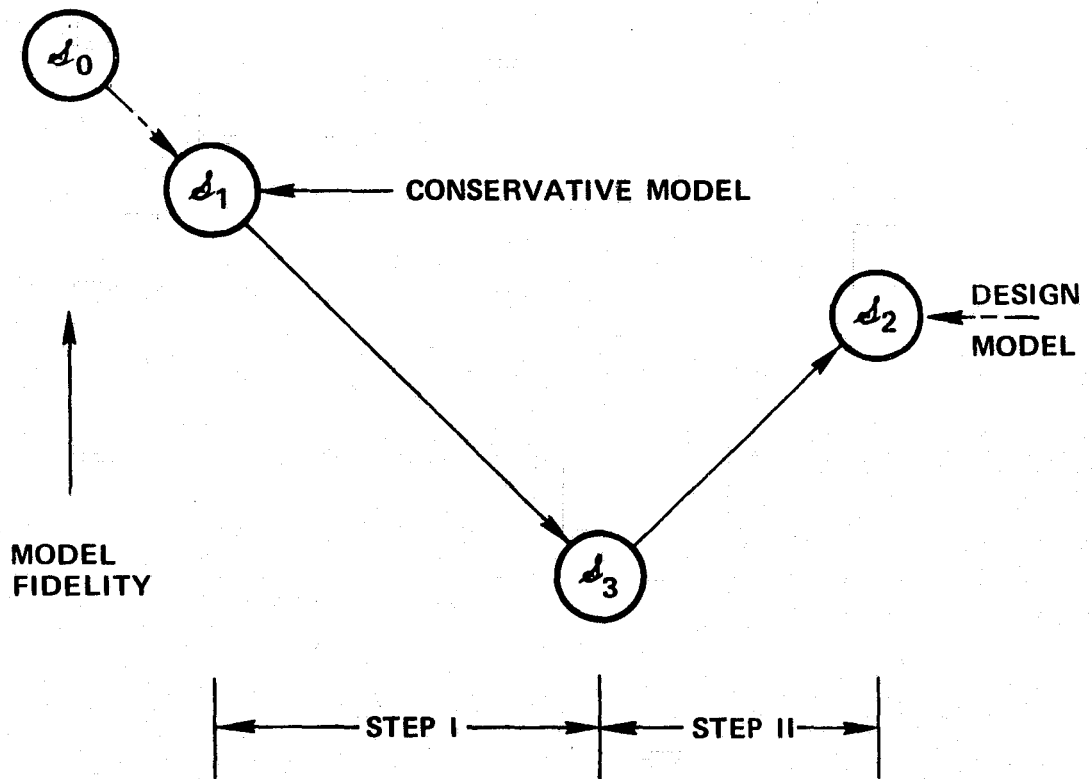 𝒮0
𝒮1
CONSERVATIVE MODEL
𝒮2
DESIGN
MODEL
MODEL
FIDELITY
𝒮3
STEP I
STEP II